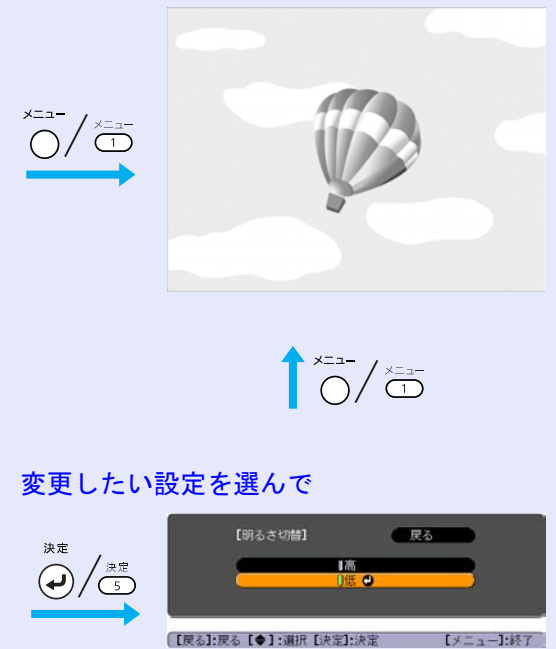 メニュー
メニュー
1
メニュー
メニュー
1
変更したい設定を選んで
決定
決定
5
【明るさ切替】
戻る
高
低
【戻る】:戻る 【◆】:選択 【決定】:決定 【メニュー】:終了